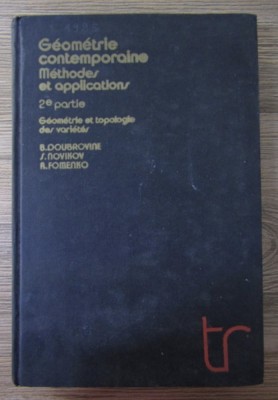 Géométrie
contemporaine
Méthodes
et applications
2e partie
Géométrie et topologie
des variétés
B.DOUBROVINE
S.NOVIKOV
A.FOMENKO
tr